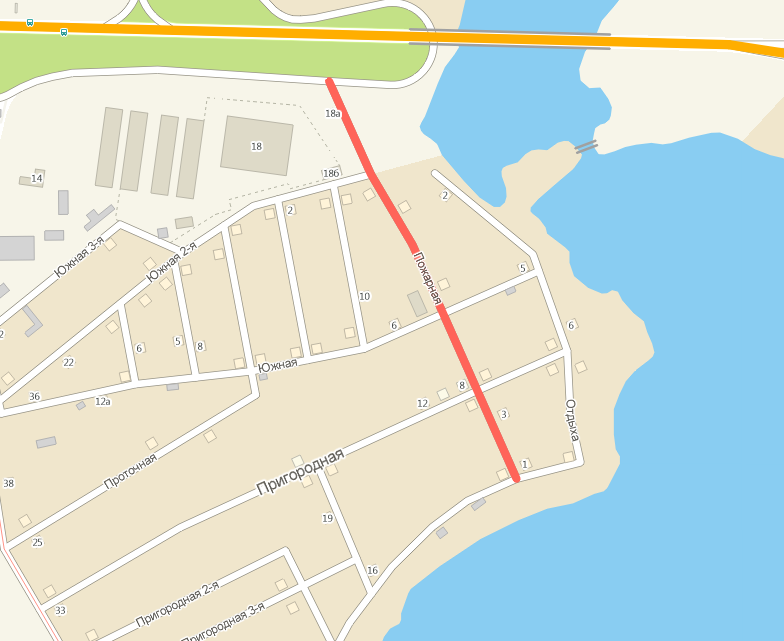 18а
18
18б
14
2
2
Южная 3-я
Южная 2-я
Пожарная
5
10
6
6
6
5
8
22
Южная
8
36
12а
12
3
Отдыха
1
Пригородная
Проточная
38
19
25
16
33
Пригородная 2-я
Пригородная 3-я
2